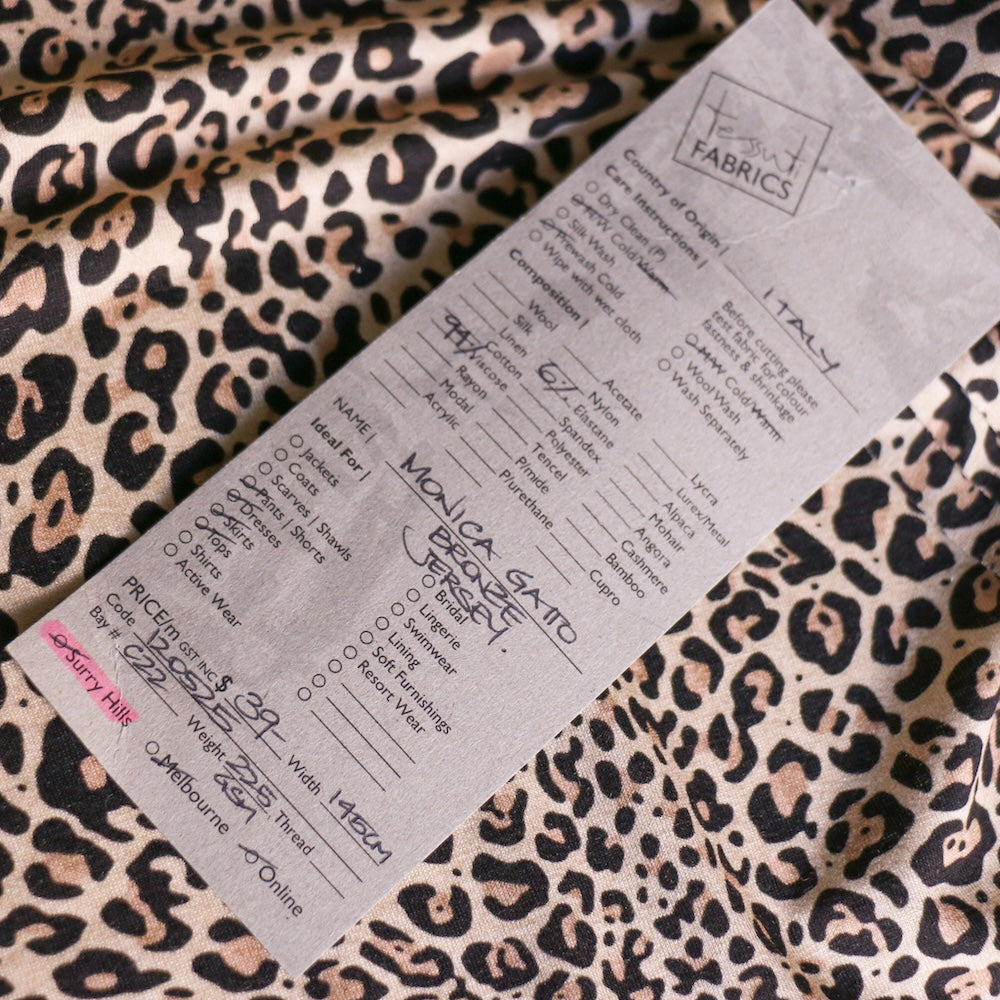 tessuti
FABRICS
Country of Origin | ITALY
Care Instructions |
Dry Clean (P)
H/W Cold/Warm
Silk Wash
Prewash Cold
Wipe with wet cloth
Before cutting please
test fabric for colour
fastness & shrinkage
M/W Cold/Warm
Wool Wash
Wash Separately
Composition |
Wool
Silk
Linen
Cotton
Viscose
Rayon
Modal
Acrylic
Acetate
Nylon
6% Elastane
Spandex
Polyester
Tencel
P/mide
P/urethane
Lycra
Lurex/Metal
Alpaca
Mohair
Angora
Cashmere
Bamboo
Cupro
NAME | MONICA GATTO
BRONZE
JERSEY.
Ideal For |
Jackets
Coats
Scarves | Shawls
Pants | Shorts
Dresses
Skirts
Tops
Shirts
Active Wear
Bridal
Lingerie
Swimwear
Lining
Soft Furnishings
Resort Wear
PRICE/m GST INC $ 39- Width 145CM
Code 120525 Weight 225 GSM Thread
Bay # C22
Surry Hills
Melbourne
Online